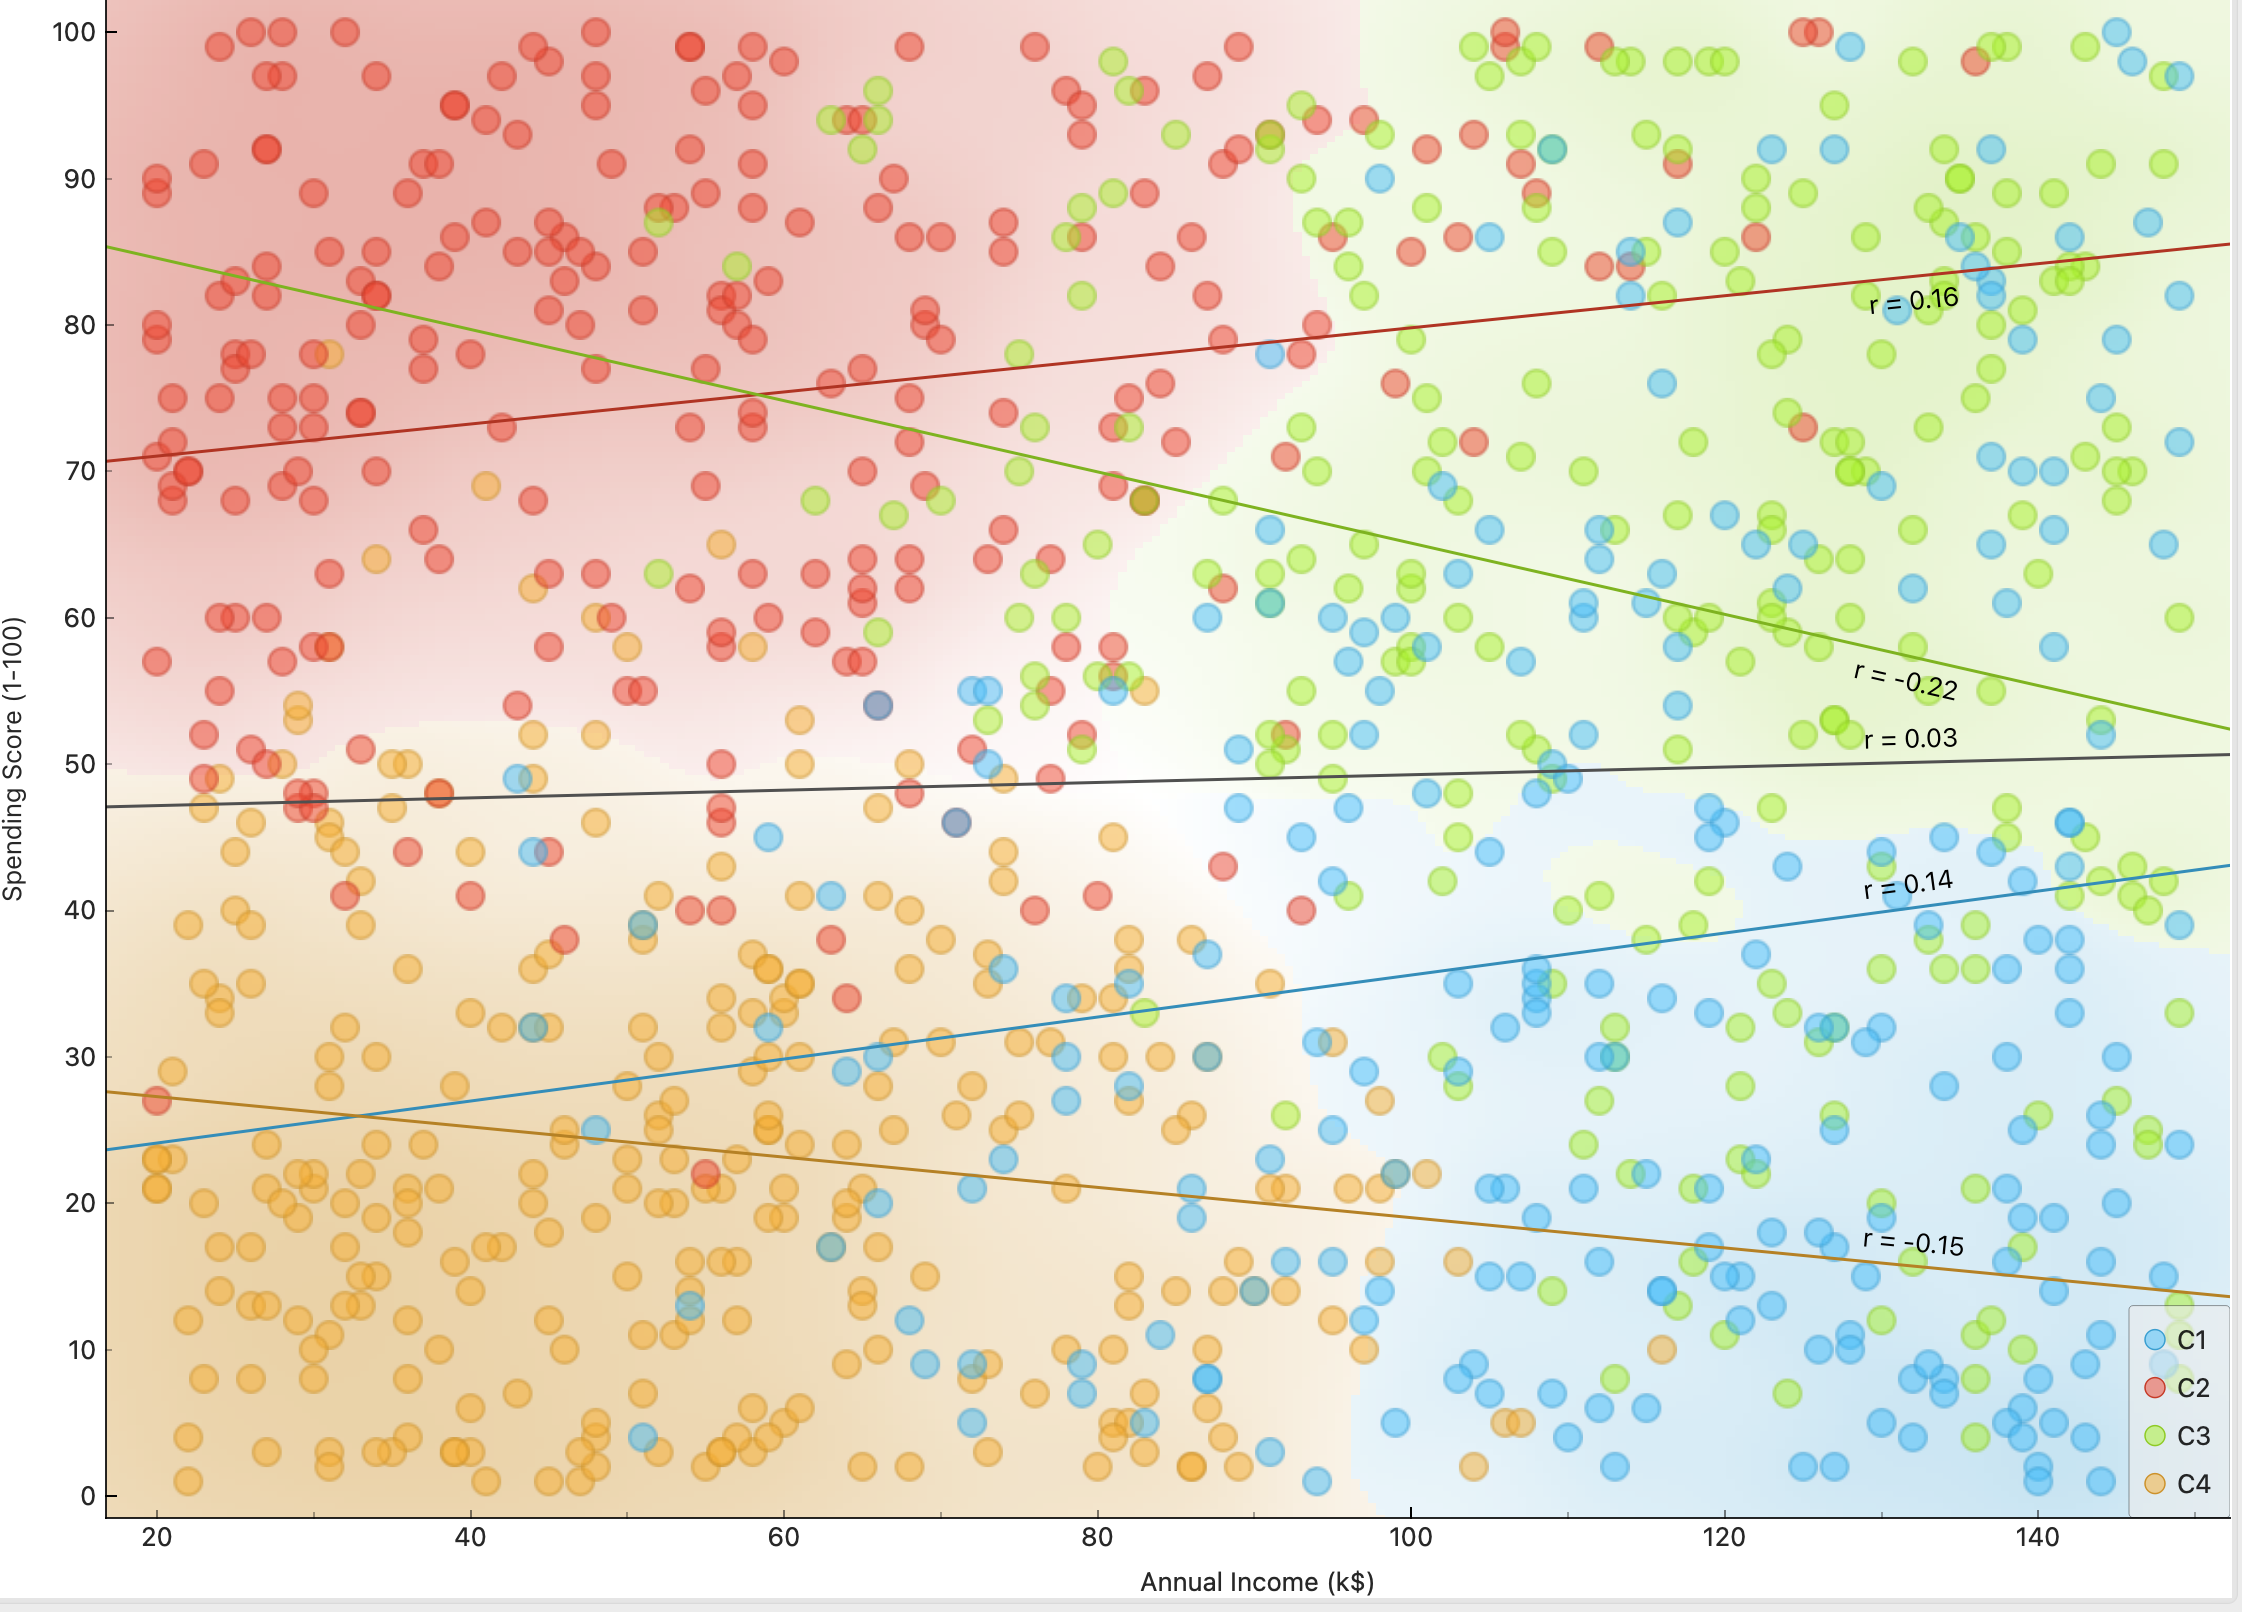 100
90
80
70
60
50
40
30
20
10
0
Spending Score (1-100)
r = 0.16
r = -0.22
r = 0.03
r = 0.14
r = -0.15
C1
C2
C3
C4
20 40 60 80 100 120 140
Annual Income (k$)